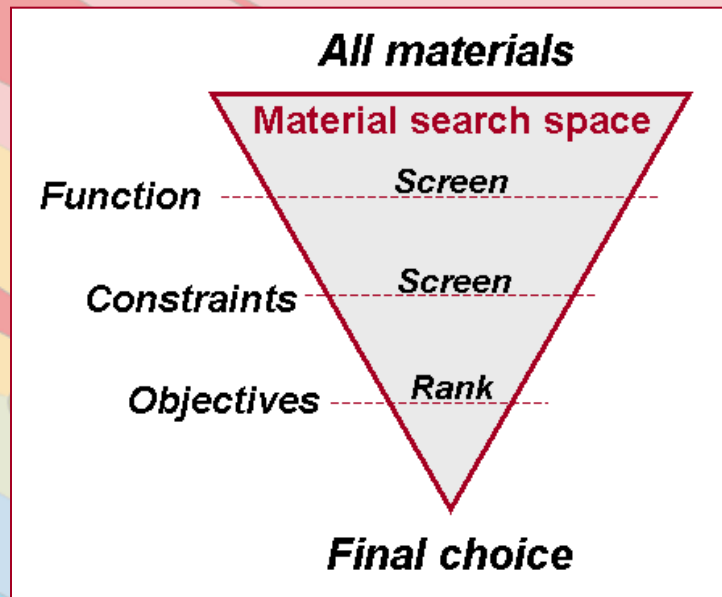 All materials
Material search space
Function
Screen
Constraints
Screen
Objectives
Rank
Final choice